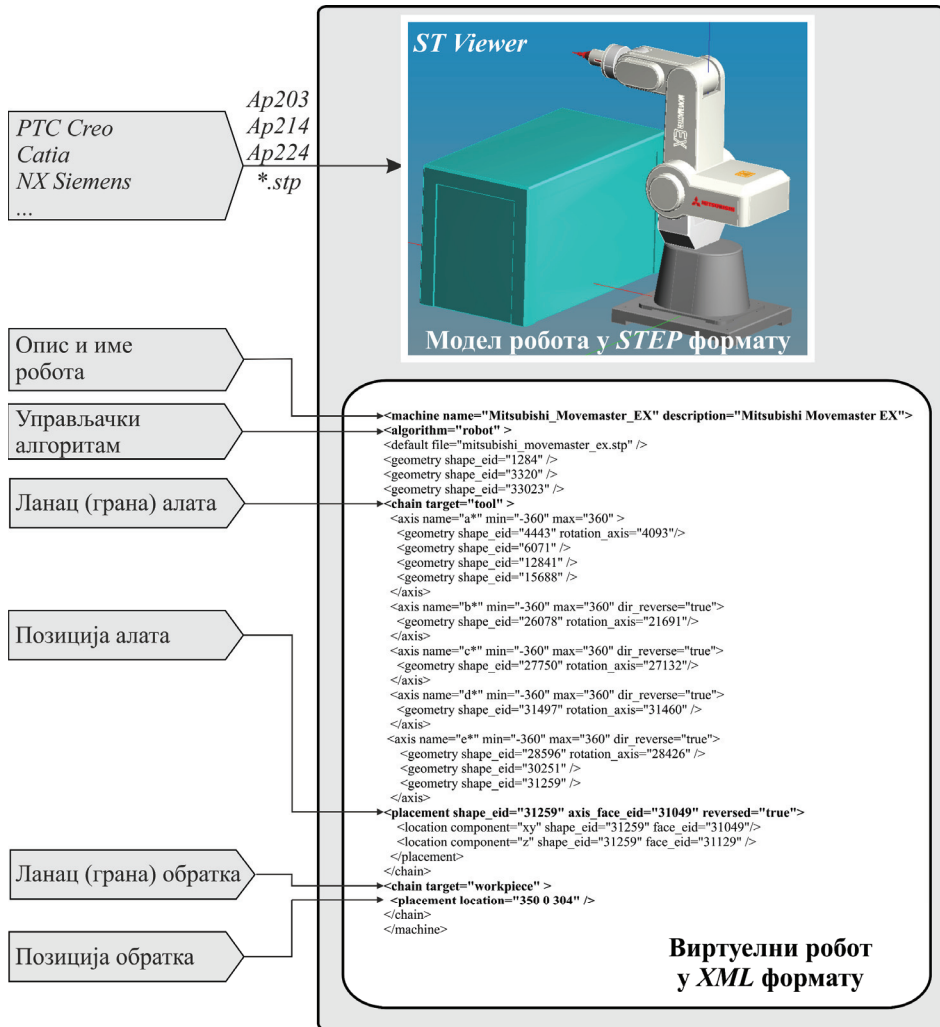 ST Viewer
Ap203
Ap214
Ap224
*.stp
PTC Creo
Catia
NX Siemens
...
MOVEMASTER EX
MITSUBISHI
Модел робота у STEP формату
Опис и име
робота
Управљачки
алгоритам
Ланац (грана) алата
Позиција алата
Ланац (грана) обратка
Позиција обратка
<machine name="Mitsubishi_Movemaster_EX" description="Mitsubishi Movemaster EX">
<algorithm="robot" >
<default file="mitsubishi_movemaster_ex.stp" />
<geometry shape_eid="1284" />
<geometry shape_eid="3320" />
<geometry shape_eid="33023" />
<chain target="tool" >
<axis name="a*" min="-360" max="360" >
<geometry shape_eid="4443" rotation_axis="4093"/>
<geometry shape_eid="6071" />
<geometry shape_eid="12841" />
<geometry shape_eid="15688" />
</axis>
<axis name="b*" min="-360" max="360" dir_reverse="true">
<geometry shape_eid="26078" rotation_axis="21691"/>
</axis>
<axis name="c*" min="-360" max="360" dir_reverse="true">
<geometry shape_eid="27750" rotation_axis="27132"/>
</axis>
<axis name="d*" min="-360" max="360" dir_reverse="true">
<geometry shape_eid="31497" rotation_axis="31460"/>
</axis>
<axis name="e*" min="-360" max="360" dir_reverse="true">
<geometry shape_eid="28596" rotation_axis="28426"/>
<geometry shape_eid="30251" />
<geometry shape_eid="31259" />
</axis>
<placement shape_eid="31259" axis_face_eid="31049" reversed="true">
<location component="xy" shape_eid="31259" face_eid="31049"/>
<location component="z" shape_eid="31259" face_eid="31129" />
</placement>
</chain>
<chain target="workpiece" >
<placement location="350 0 304" />
</chain>
</machine>
Виртуелни робот
у XML формату